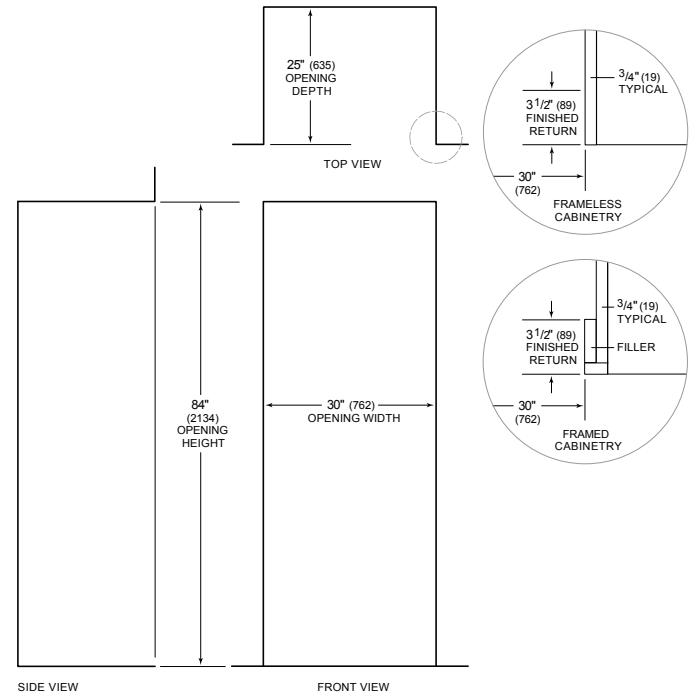 25" (635)
OPENING
DEPTH
TOP VIEW
3/4" (19)
TYPICAL
3 1/2" (89)
FINISHED
RETURN
30"
(762)
FRAMELESS
CABINETRY
3/4" (19)
TYPICAL
3 1/2" (89)
FINISHED
RETURN
FILLER
30"
(762)
FRAMED
CABINETRY
84"
(2134)
OPENING
HEIGHT
30" (762)
OPENING WIDTH
SIDE VIEW
FRONT VIEW